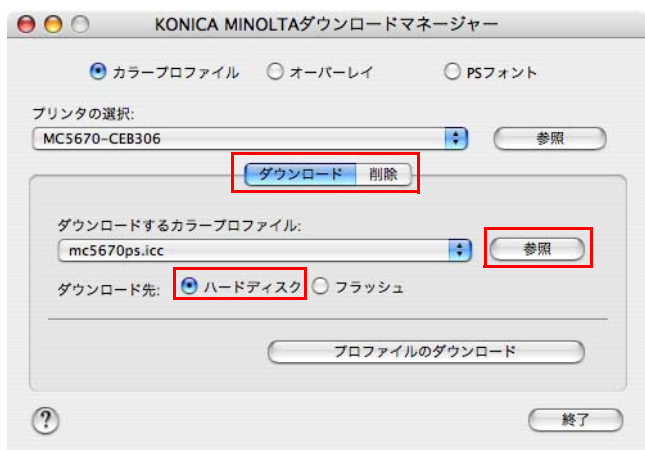 KONICA MINOLTAダウンロードマネージャー
カラープロファイル オーバーレイ PSフォント
プリンタの選択:
MC5670-CEB306 参照
ダウンロード 削除
ダウンロードするカラープロファイル:
mc5670ps.icc 参照
ダウンロード先: ハードディスク フラッシュ
プロファイルのダウンロード
? 終了